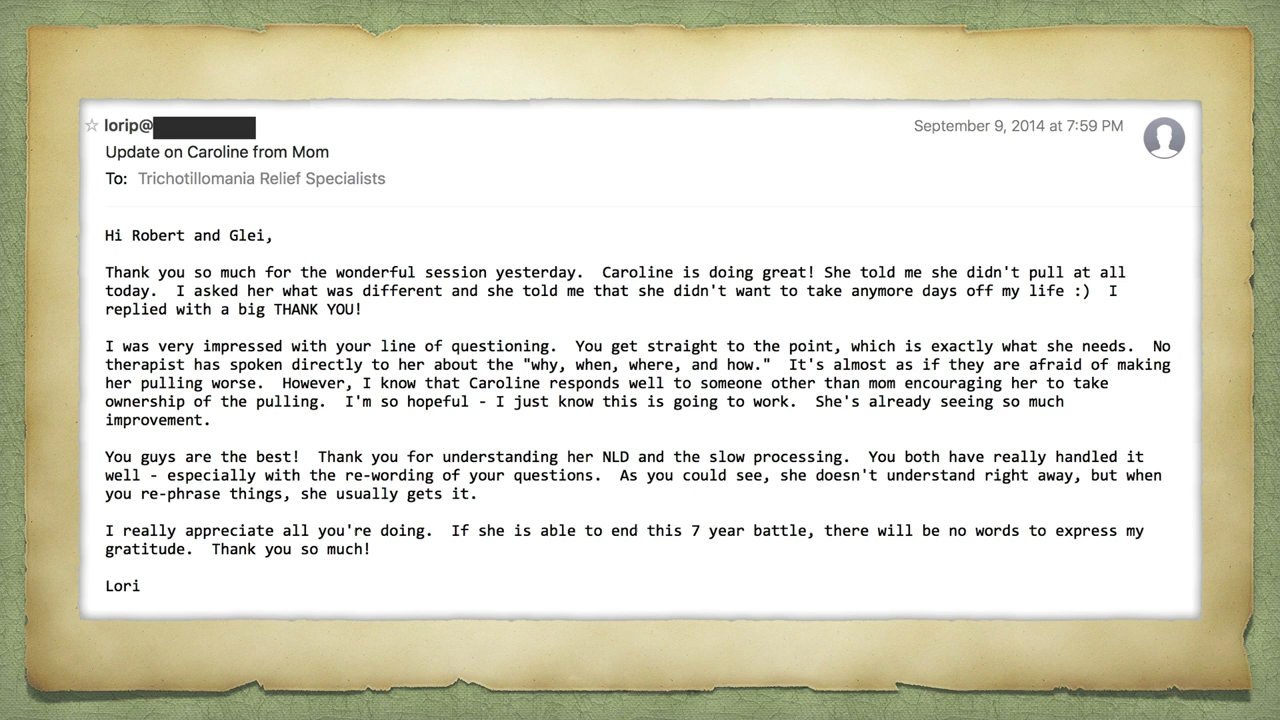 lorip@
September 9, 2014 at 7:59 PM
Update on Caroline from Mom
To: Trichotillomania Relief Specialists
Hi Robert and Glei,
Thank you so much for the wonderful session yesterday.  Caroline is doing great! She told me she didn't pull at all
today.  I asked her what was different and she told me that she didn't want to take anymore days off my life :)  I
replied with a big THANK YOU!
I was very impressed with your line of questioning.  You get straight to the point, which is exactly what she needs.  No
therapist has spoken directly to her about the "why, when, where, and how."  It's almost as if they are afraid of making
her pulling worse.  However, I know that Caroline responds well to someone other than mom encouraging her to take
ownership of the pulling.  I'm so hopeful - I just know this is going to work.  She's already seeing so much
improvement.
You guys are the best!  Thank you for understanding her NLD and the slow processing.  You both have really handled it
well - especially with the re-wording of your questions.  As you could see, she doesn't understand right away, but when
you re-phrase things, she usually gets it.
I really appreciate all you're doing.  If she is able to end this 7 year battle, there will be no words to express my
gratitude.  Thank you so much!
Lori